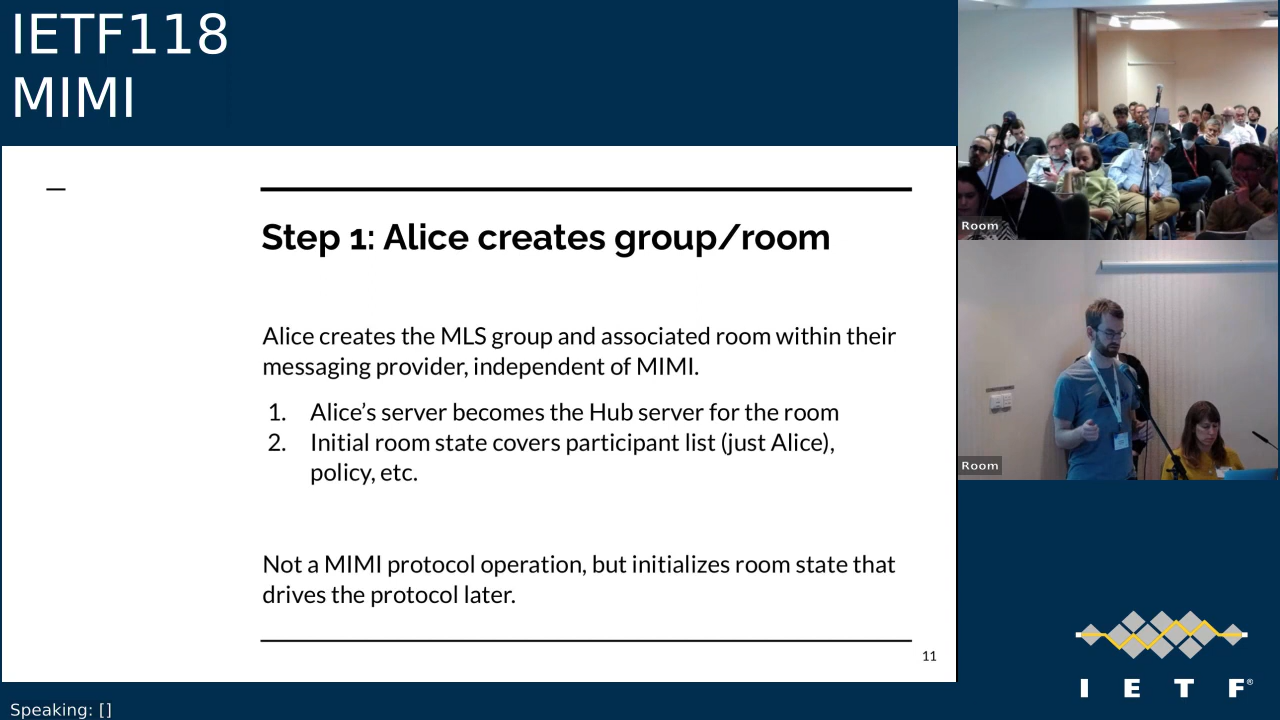 IETF118
MIMI
Step 1: Alice creates group/room
Alice creates the MLS group and associated room within their
messaging provider, independent of MIMI.
1. Alice’s server becomes the Hub server for the room
2. Initial room state covers participant list (just Alice),
policy, etc.
Not a MIMI protocol operation, but initializes room state that
drives the protocol later.
11
Room
Room
I E T F®
Speaking: []